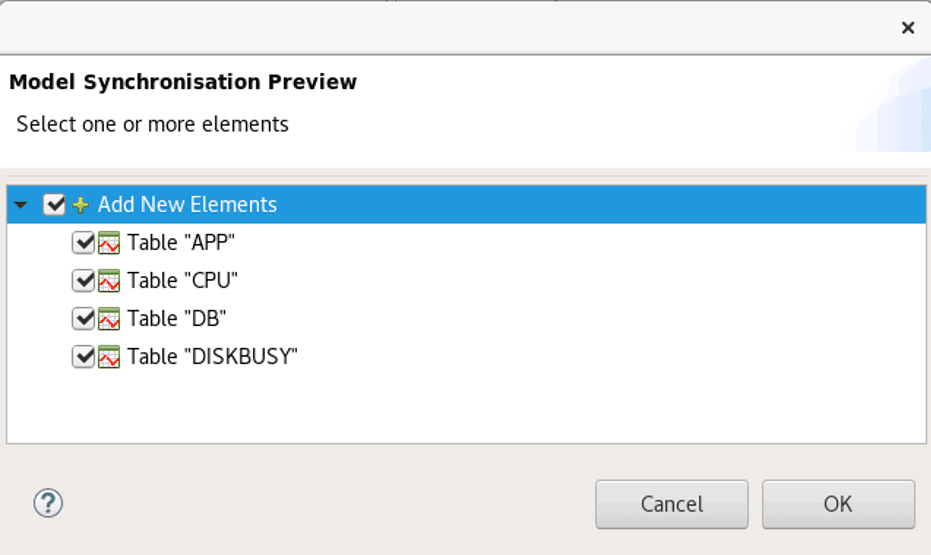 Model Synchronisation Preview
Select one or more elements
Add New Elements
Table "APP"
Table "CPU"
Table "DB"
Table "DISKBUSY"
Cancel
OK